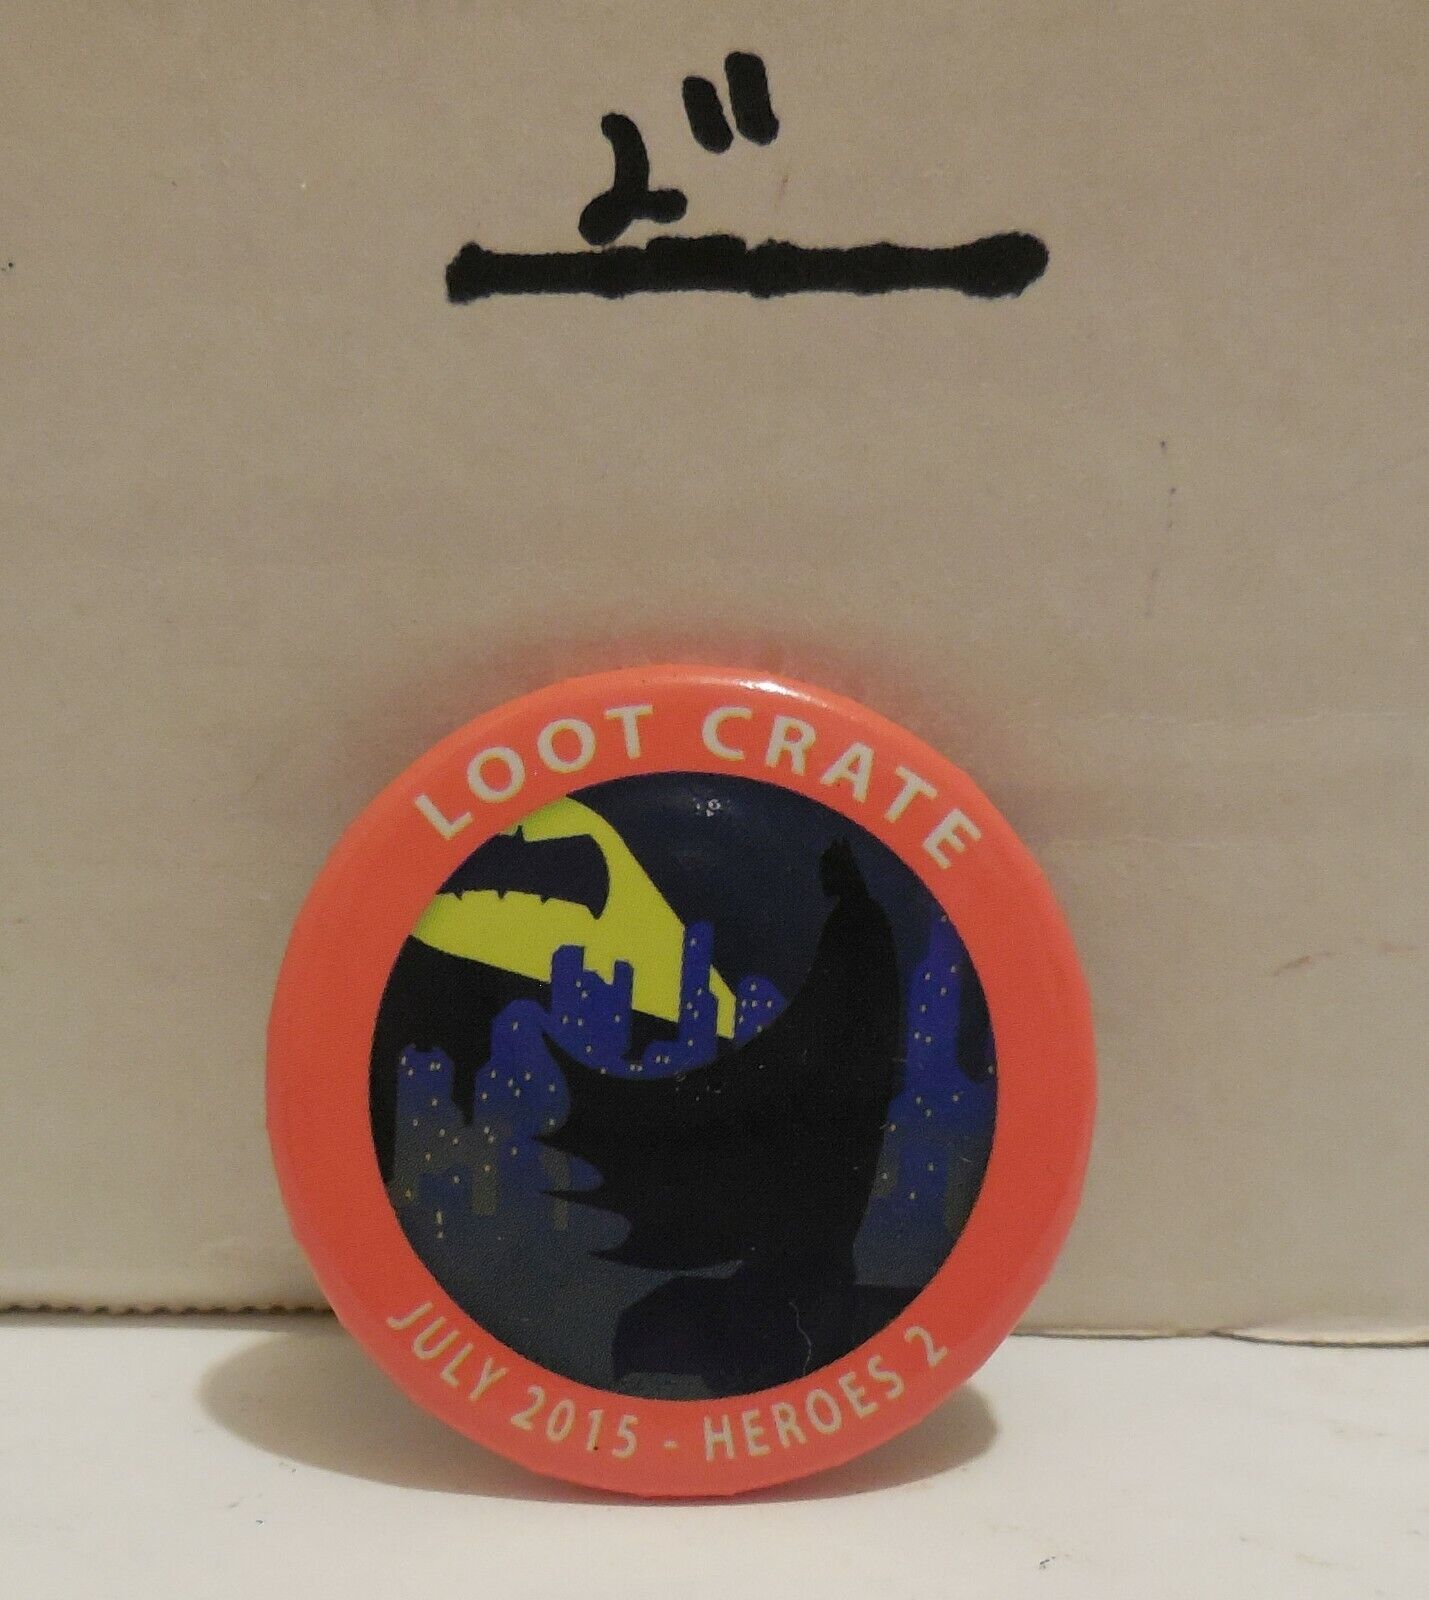 2"
LOOT CRATE
JULY 2015 - HEROES 2